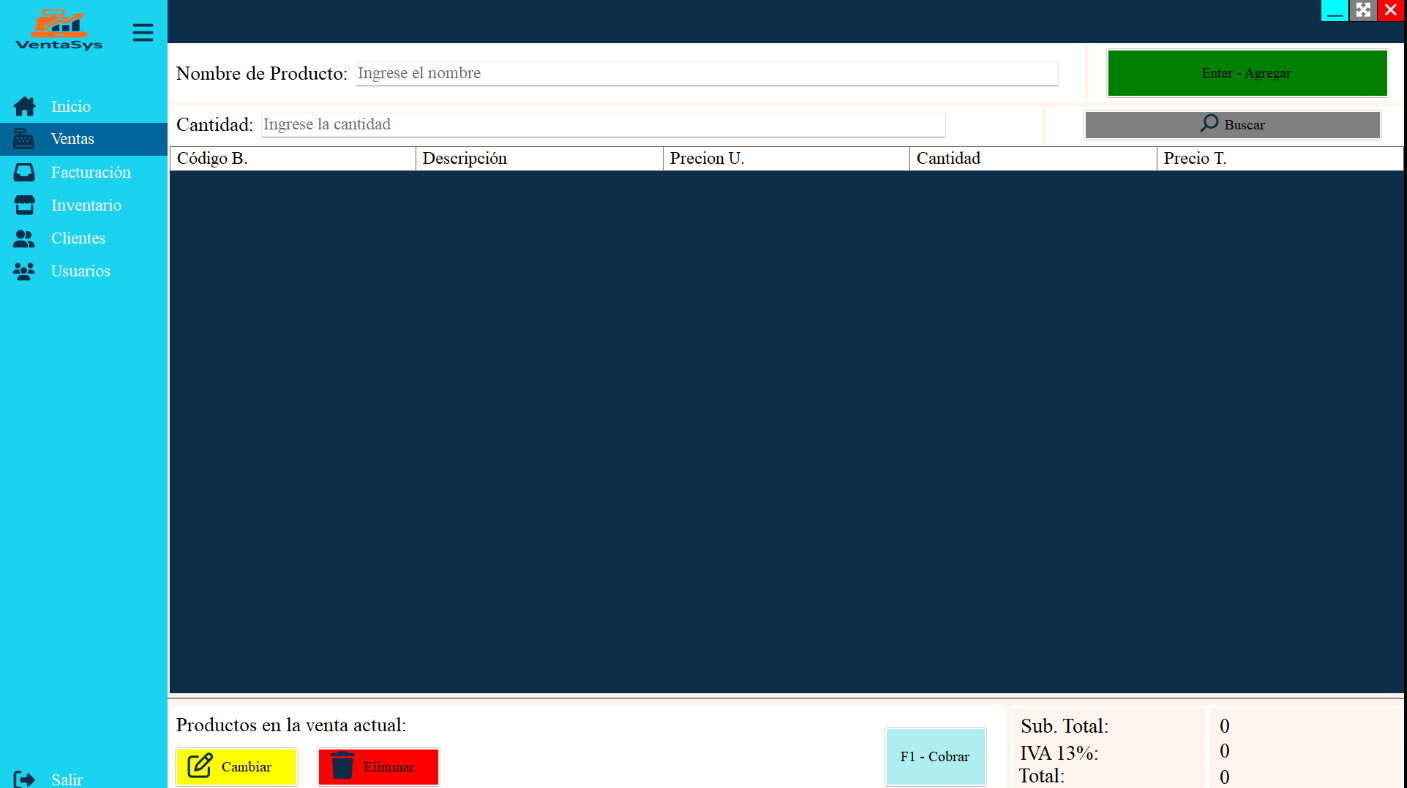 VentaSys
Inicio
Ventas
Facturación
Inventario
Clientes
Usuarios
Salir
Nombre de Producto: Ingrese el nombre
Enter - Agregar
Cantidad: Ingrese la cantidad
Buscar
Código B. Descripción Precion U. Cantidad Precio T.
Productos en la venta actual:
Cambiar Eliminar
F1 - Cobrar
Sub. Total: 0
IVA 13%: 0
Total: 0